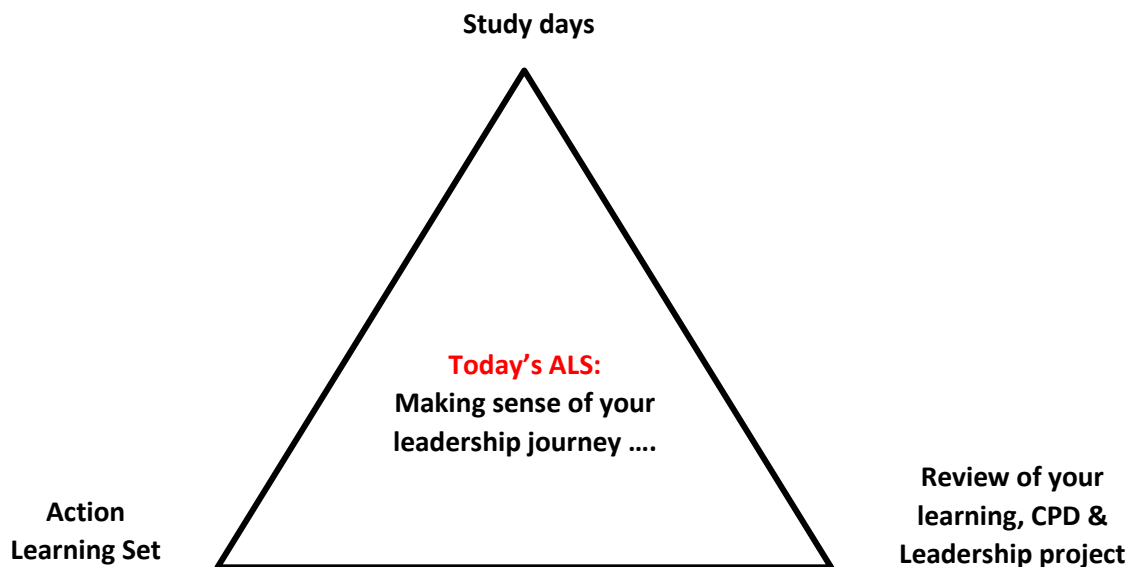 Study days
Today’s ALS:
Making sense of your
leadership journey ….
Action
Learning Set
Review of your
learning, CPD &
Leadership project